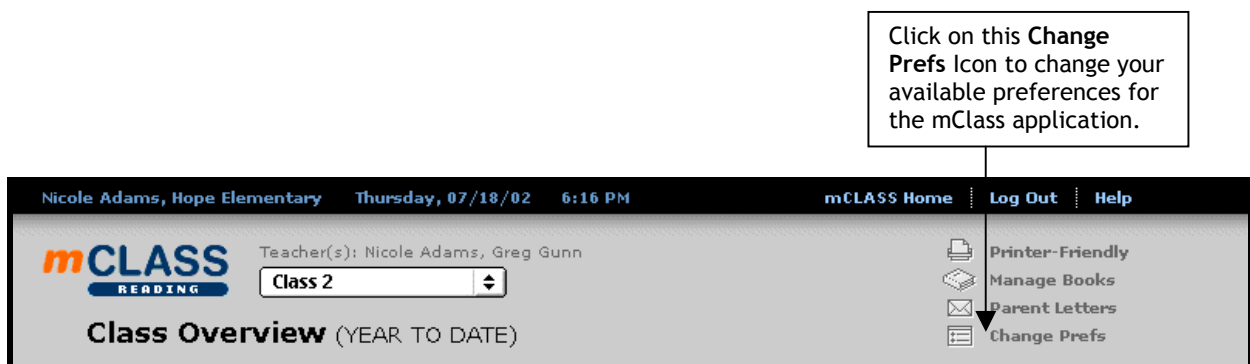 Click on this Change
Prefs Icon to change your
available preferences for
the mClass application.
Nicole Adams, Hope Elementary Thursday, 07/18/02 6:16 PM mCLASS Home Log Out Help
mCLASS
READING
Teacher(s): Nicole Adams, Greg Gunn
Class 2
Class Overview (YEAR TO DATE)
Printer-Friendly
Manage Books
Parent Letters
Change Prefs